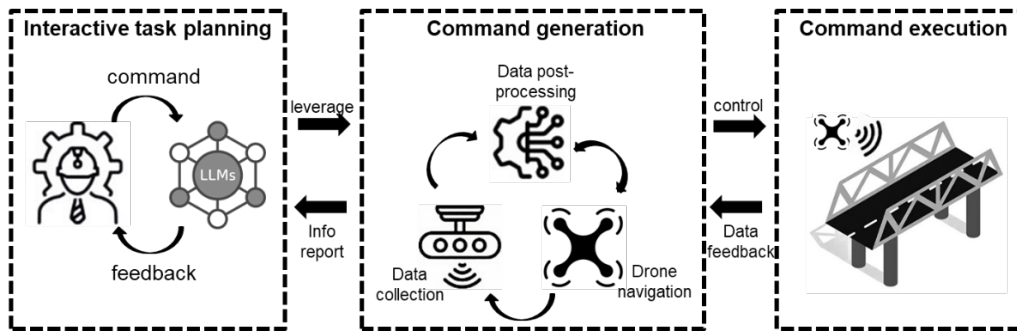 Interactive task planning
command
LLMs
feedback
leverage
Info
report
Command generation
Data post-
processing
Data
collection
Drone
navigation
control
Data
feedback
Command execution